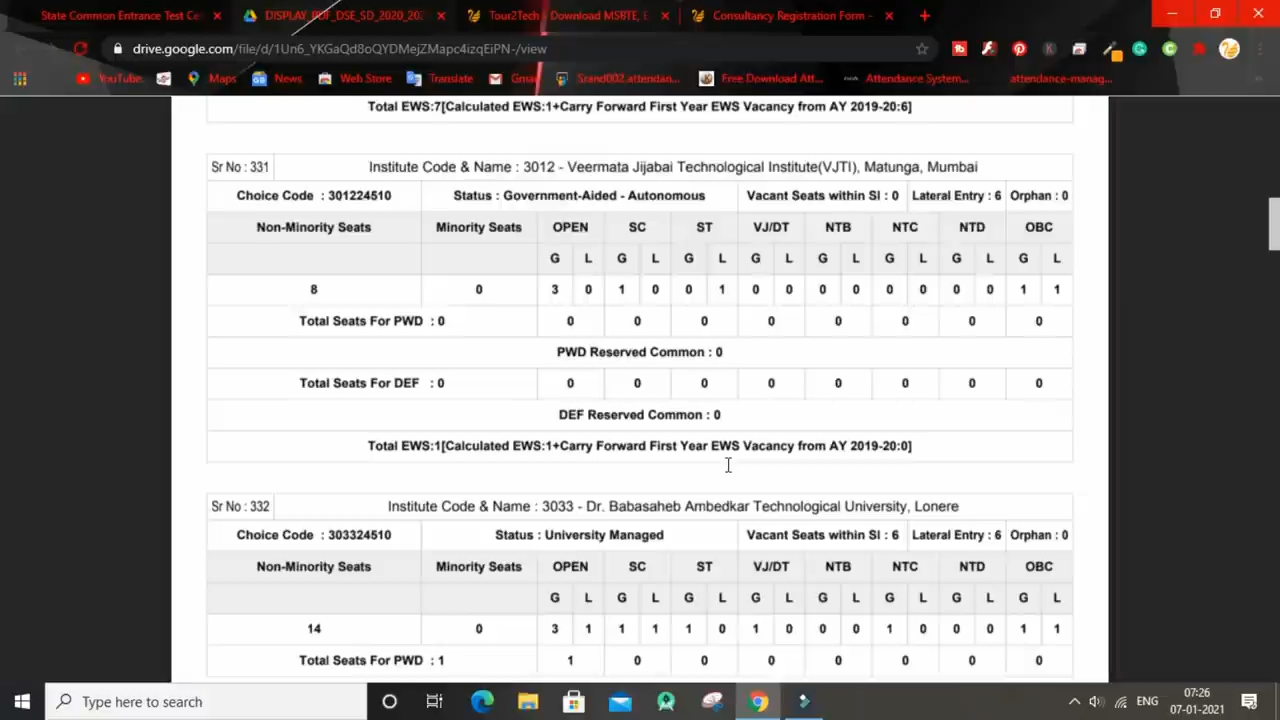 State Common Entrance Test Ce
DISPLAY_PDF_DSE_SD_2020_202
Tour2Tech - Download MSBTE, E
Consultancy Registration Form -
drive.google.com/file/d/1Un6_YKGaQd8oQYDMejZMapc4izqEiPN-/view
YouTube
Maps
News
Web Store
Translate
Gmai
Srand002.attendan...
Free Download Att...
Attendance System...
attendance-manag...
Total EWS:7[Calculated EWS:1+Carry Forward First Year EWS Vacancy from AY 2019-20:6]
Sr No : 331 Institute Code & Name : 3012 - Veermata Jijabai Technological Institute(VJTI), Matunga, Mumbai
Choice Code : 301224510 Status : Government-Aided - Autonomous Vacant Seats within SI : 0 Lateral Entry : 6 Orphan : 0
Non-Minority Seats Minority Seats OPEN SC ST VJ/DT NTB NTC NTD OBC
G L G L G L G L G L G L G L G L
8 0 3 0 1 0 0 1 0 0 0 0 0 0 0 0 1 1
Total Seats For PWD : 0 0 0 0 0 0 0 0 0
PWD Reserved Common : 0
Total Seats For DEF : 0 0 0 0 0 0 0 0 0
DEF Reserved Common : 0
Total EWS:1[Calculated EWS:1+Carry Forward First Year EWS Vacancy from AY 2019-20:0]
Sr No : 332 Institute Code & Name : 3033 - Dr. Babasaheb Ambedkar Technological University, Lonere
Choice Code : 303324510 Status : University Managed Vacant Seats within SI : 6 Lateral Entry : 6 Orphan : 0
Non-Minority Seats Minority Seats OPEN SC ST VJ/DT NTB NTC NTD OBC
G L G L G L G L G L G L G L G L
14 0 3 1 1 1 1 0 1 0 0 0 1 0 0 0 1 1
Total Seats For PWD : 1 1 0 0 0 0 0 0 0
Type here to search
ENG
07:26
07-01-2021